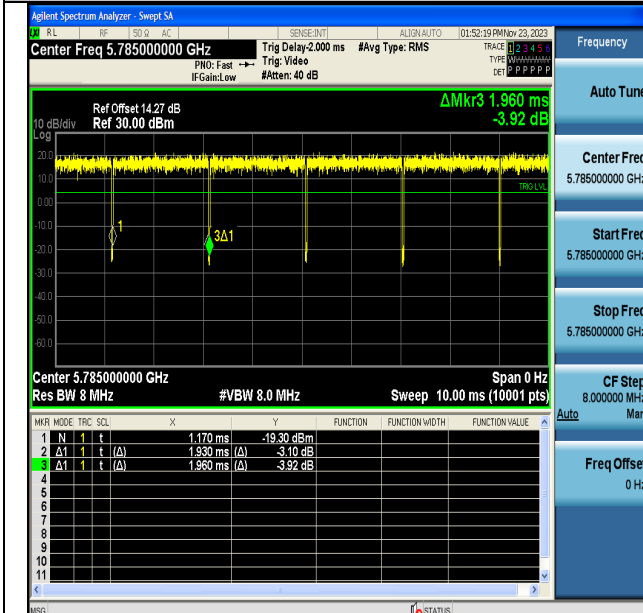 Agilent Spectrum Analyzer - Swept SA
LXI RL RF 50 Ω AC SENSE:INT ALIGN AUTO 01:52:19 PM Nov 23, 2023
Center Freq 5.785000000 GHz
PNO: Fast
IFGain:Low
Trig Delay-2.000 ms
Trig: Video
#Atten: 40 dB
#Avg Type: RMS
TRACE 1 2 3 4 5 6
TYPE
DET P P P P P P
Ref Offset 14.27 dB
Ref 30.00 dBm
10 dB/div
Log
ΔMkr3 1.960 ms
-3.92 dB
20.0
10.0
TRIG LVL
0.00
-10.0
1
3Δ1
-20.0
-30.0
-40.0
-50.0
-60.0
Center 5.785000000 GHz Span 0 Hz
Res BW 8 MHz #VBW 8.0 MHz Sweep 10.00 ms (10001 pts)
MKR MODE TRC SCL X Y FUNCTION FUNCTION WIDTH FUNCTION VALUE
1 N 1 t 1.170 ms -19.30 dBm
2 Δ1 1 t (Δ) 1.930 ms (Δ) -3.10 dB
3 Δ1 1 t (Δ) 1.960 ms (Δ) -3.92 dB
4
5
6
7
8
9
10
11
MSG STATUS
Frequency
Auto Tune
Center Freq
5.785000000 GHz
Start Freq
5.785000000 GHz
Stop Freq
5.785000000 GHz
CF Step
8.000000 MHz
Auto Man
Freq Offset
0 Hz